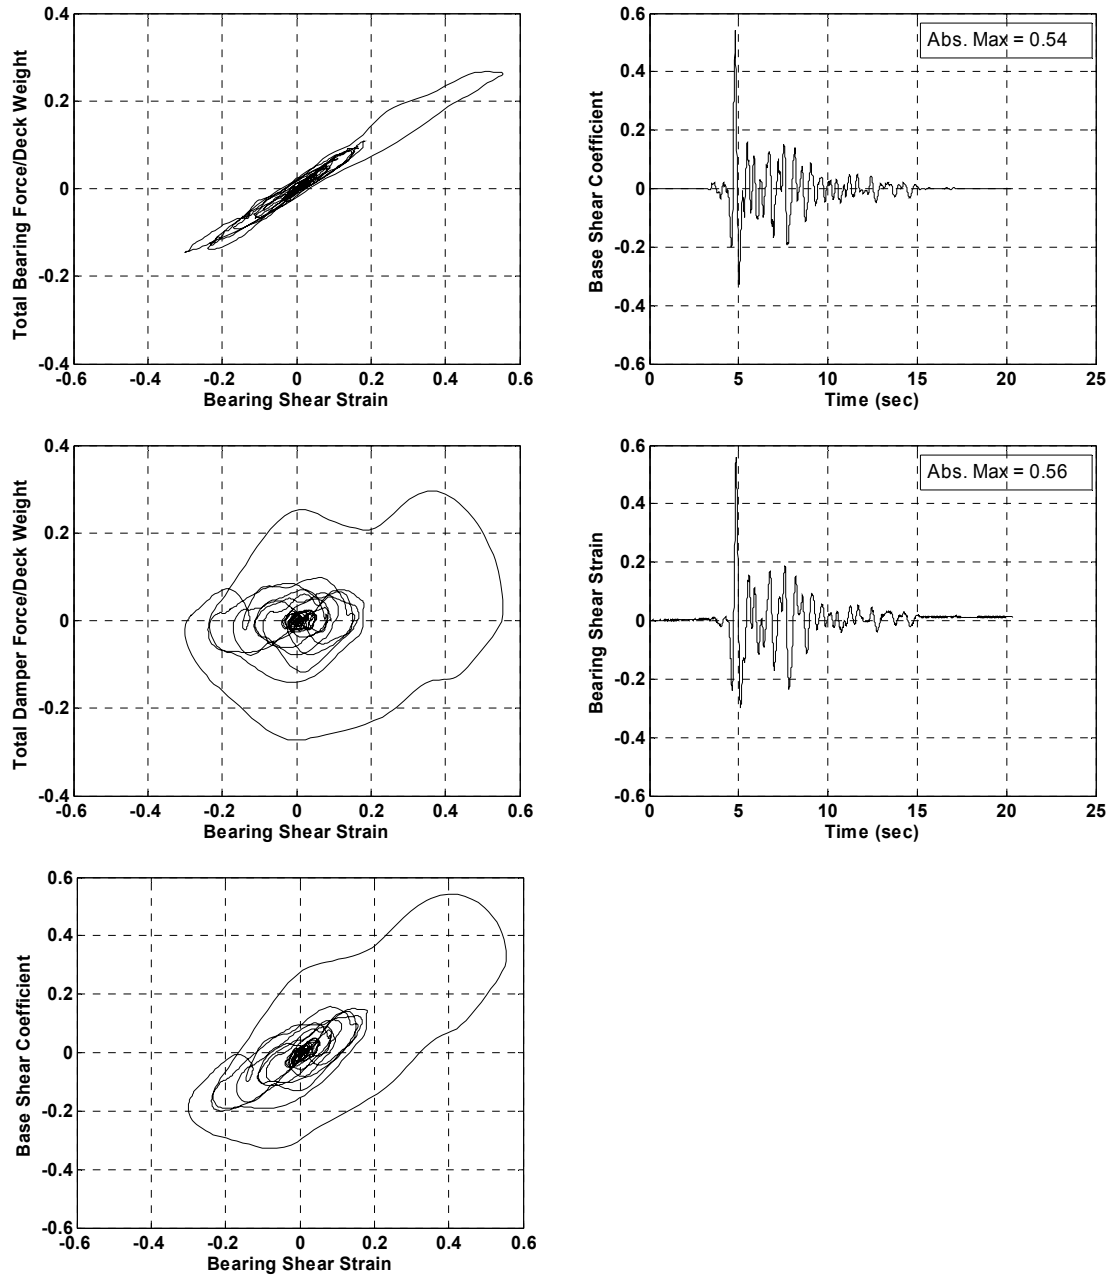 Total Bearing Force/Deck Weight
0.4
0.2
0
-0.2
-0.4
-0.6 -0.4 -0.2 0 0.2 0.4 0.6
Bearing Shear Strain
Base Shear Coefficient
0.6
0.4
0.2
0
-0.2
-0.4
-0.6
Abs. Max = 0.54
0 5 10 15 20 25
Time (sec)
Total Damper Force/Deck Weight
0.4
0.2
0
-0.2
-0.4
-0.6 -0.4 -0.2 0 0.2 0.4 0.6
Bearing Shear Strain
Bearing Shear Strain
0.6
0.4
0.2
0
-0.2
-0.4
-0.6
Abs. Max = 0.56
0 5 10 15 20 25
Time (sec)
Base Shear Coefficient
0.6
0.4
0.2
0
-0.2
-0.4
-0.6
-0.6 -0.4 -0.2 0 0.2 0.4 0.6
Bearing Shear Strain